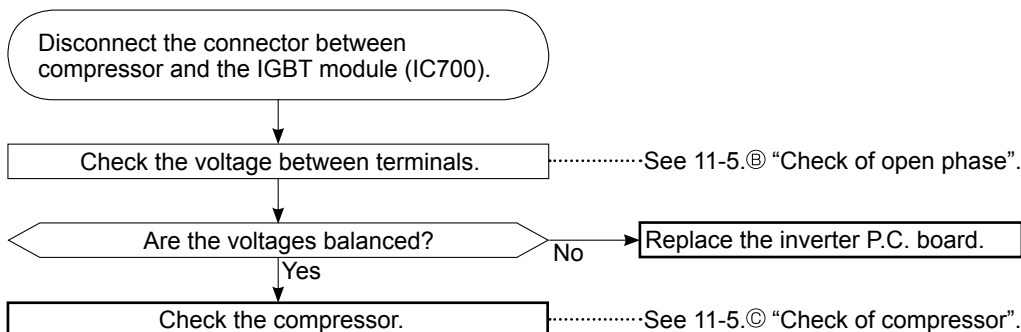 Disconnect the connector between
compressor and the IGBT module (IC700).
Check the voltage between terminals.
See 11-5.Ⓑ “Check of open phase”.
Are the voltages balanced?
No
Replace the inverter P.C. board.
Yes
Check the compressor.
See 11-5.Ⓒ “Check of compressor”.